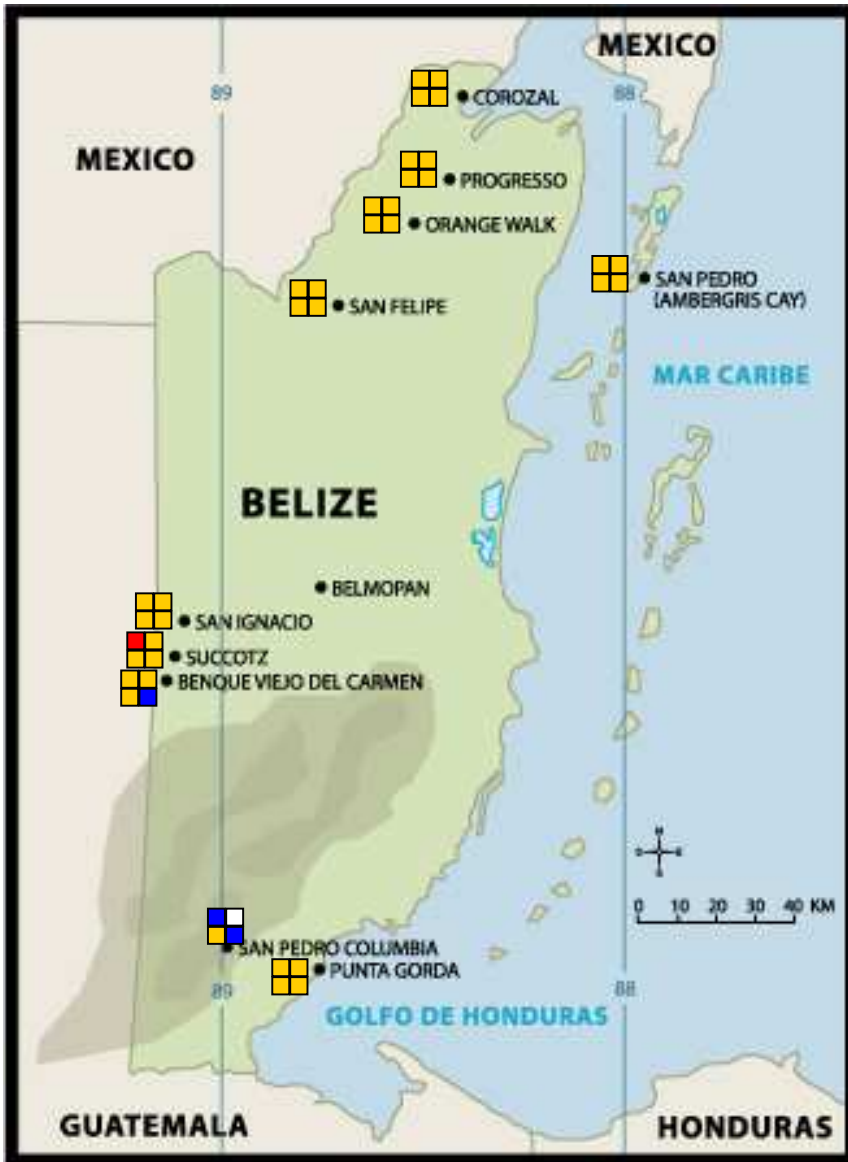 MEXICO
89
88
COROZAL
MEXICO
PROGRESSO
ORANGE WALK
SAN PEDRO
(AMBERGRIS CAY)
SAN FELIPE
MAR CARIBE
BELIZE
BELMOPAN
SAN IGNACIO
SUCCOTZ
BENQUE VIEJO DEL CARMEN
0 10 20 30 40 KM
SAN PEDRO COLUMBIA
PUNTA GORDA
89
88
GOLFO DE HONDURAS
GUATEMALA
HONDURAS